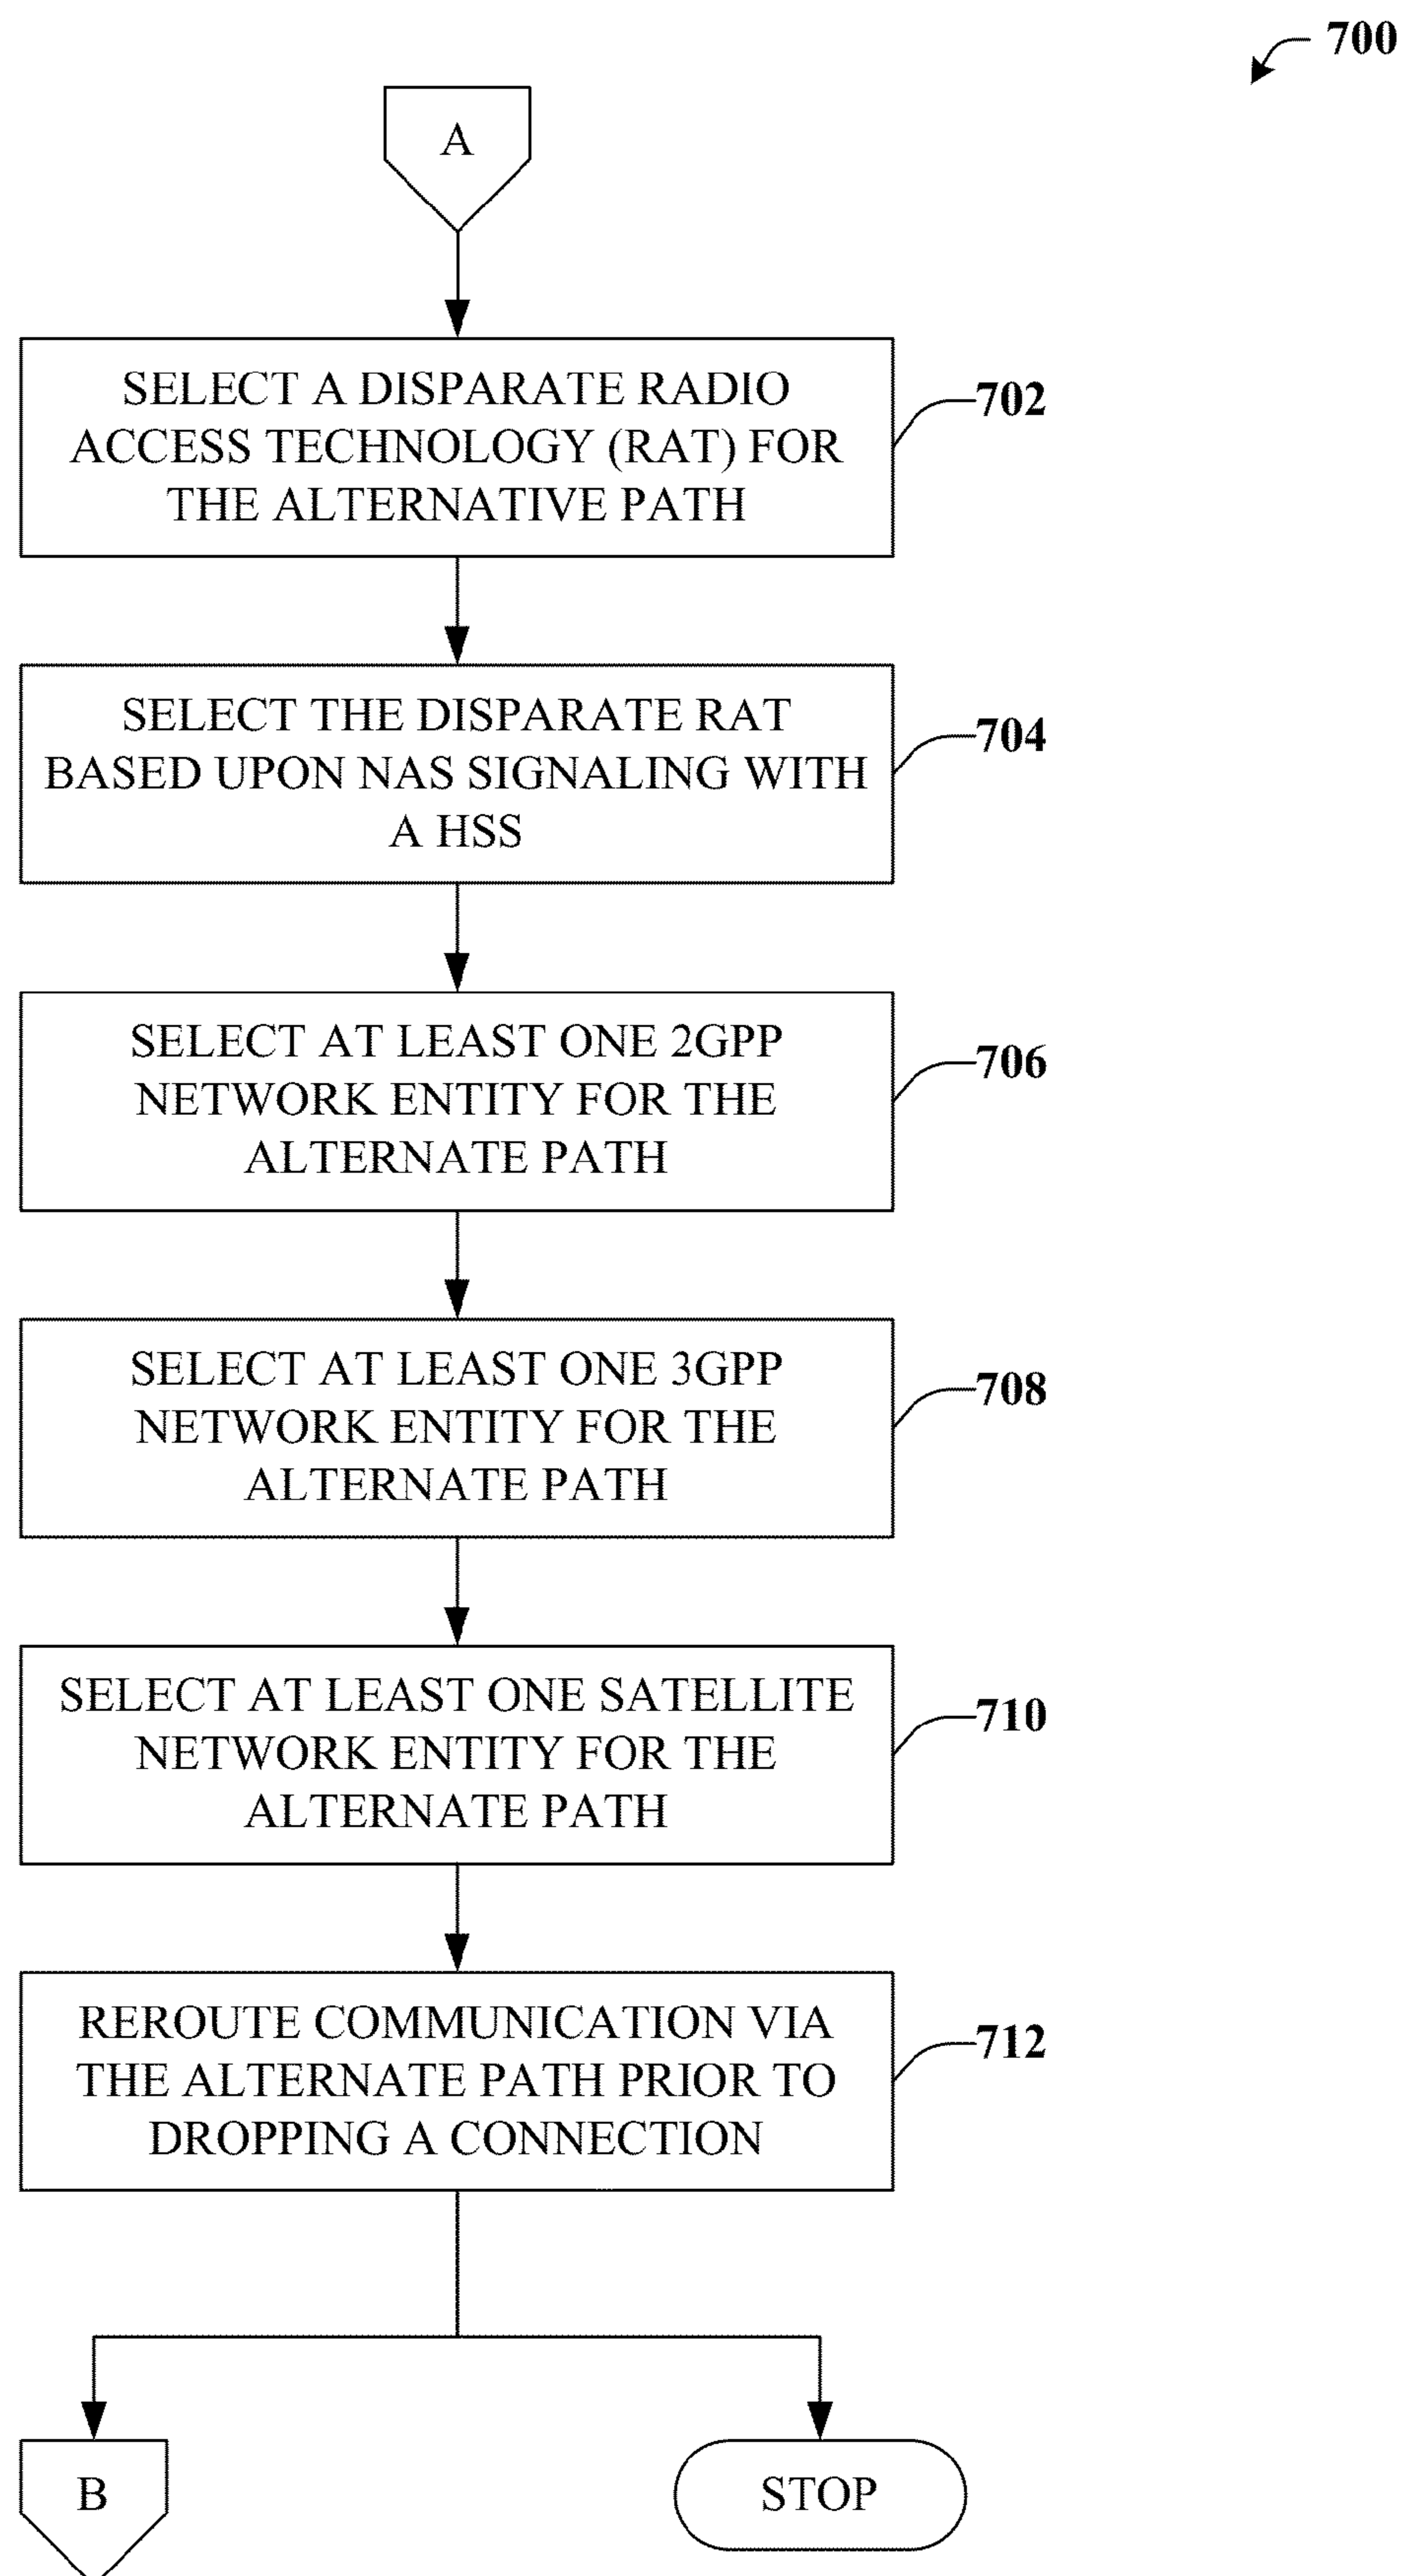 700
A
SELECT A DISPARATE RADIO
ACCESS TECHNOLOGY (RAT) FOR
THE ALTERNATIVE PATH
702
SELECT THE DISPARATE RAT
BASED UPON NAS SIGNALING WITH
A HSS
704
SELECT AT LEAST ONE 2GPP
NETWORK ENTITY FOR THE
ALTERNATE PATH
706
SELECT AT LEAST ONE 3GPP
NETWORK ENTITY FOR THE
ALTERNATE PATH
708
SELECT AT LEAST ONE SATELLITE
NETWORK ENTITY FOR THE
ALTERNATE PATH
710
REROUTE COMMUNICATION VIA
THE ALTERNATE PATH PRIOR TO
DROPPING A CONNECTION
712
B
STOP